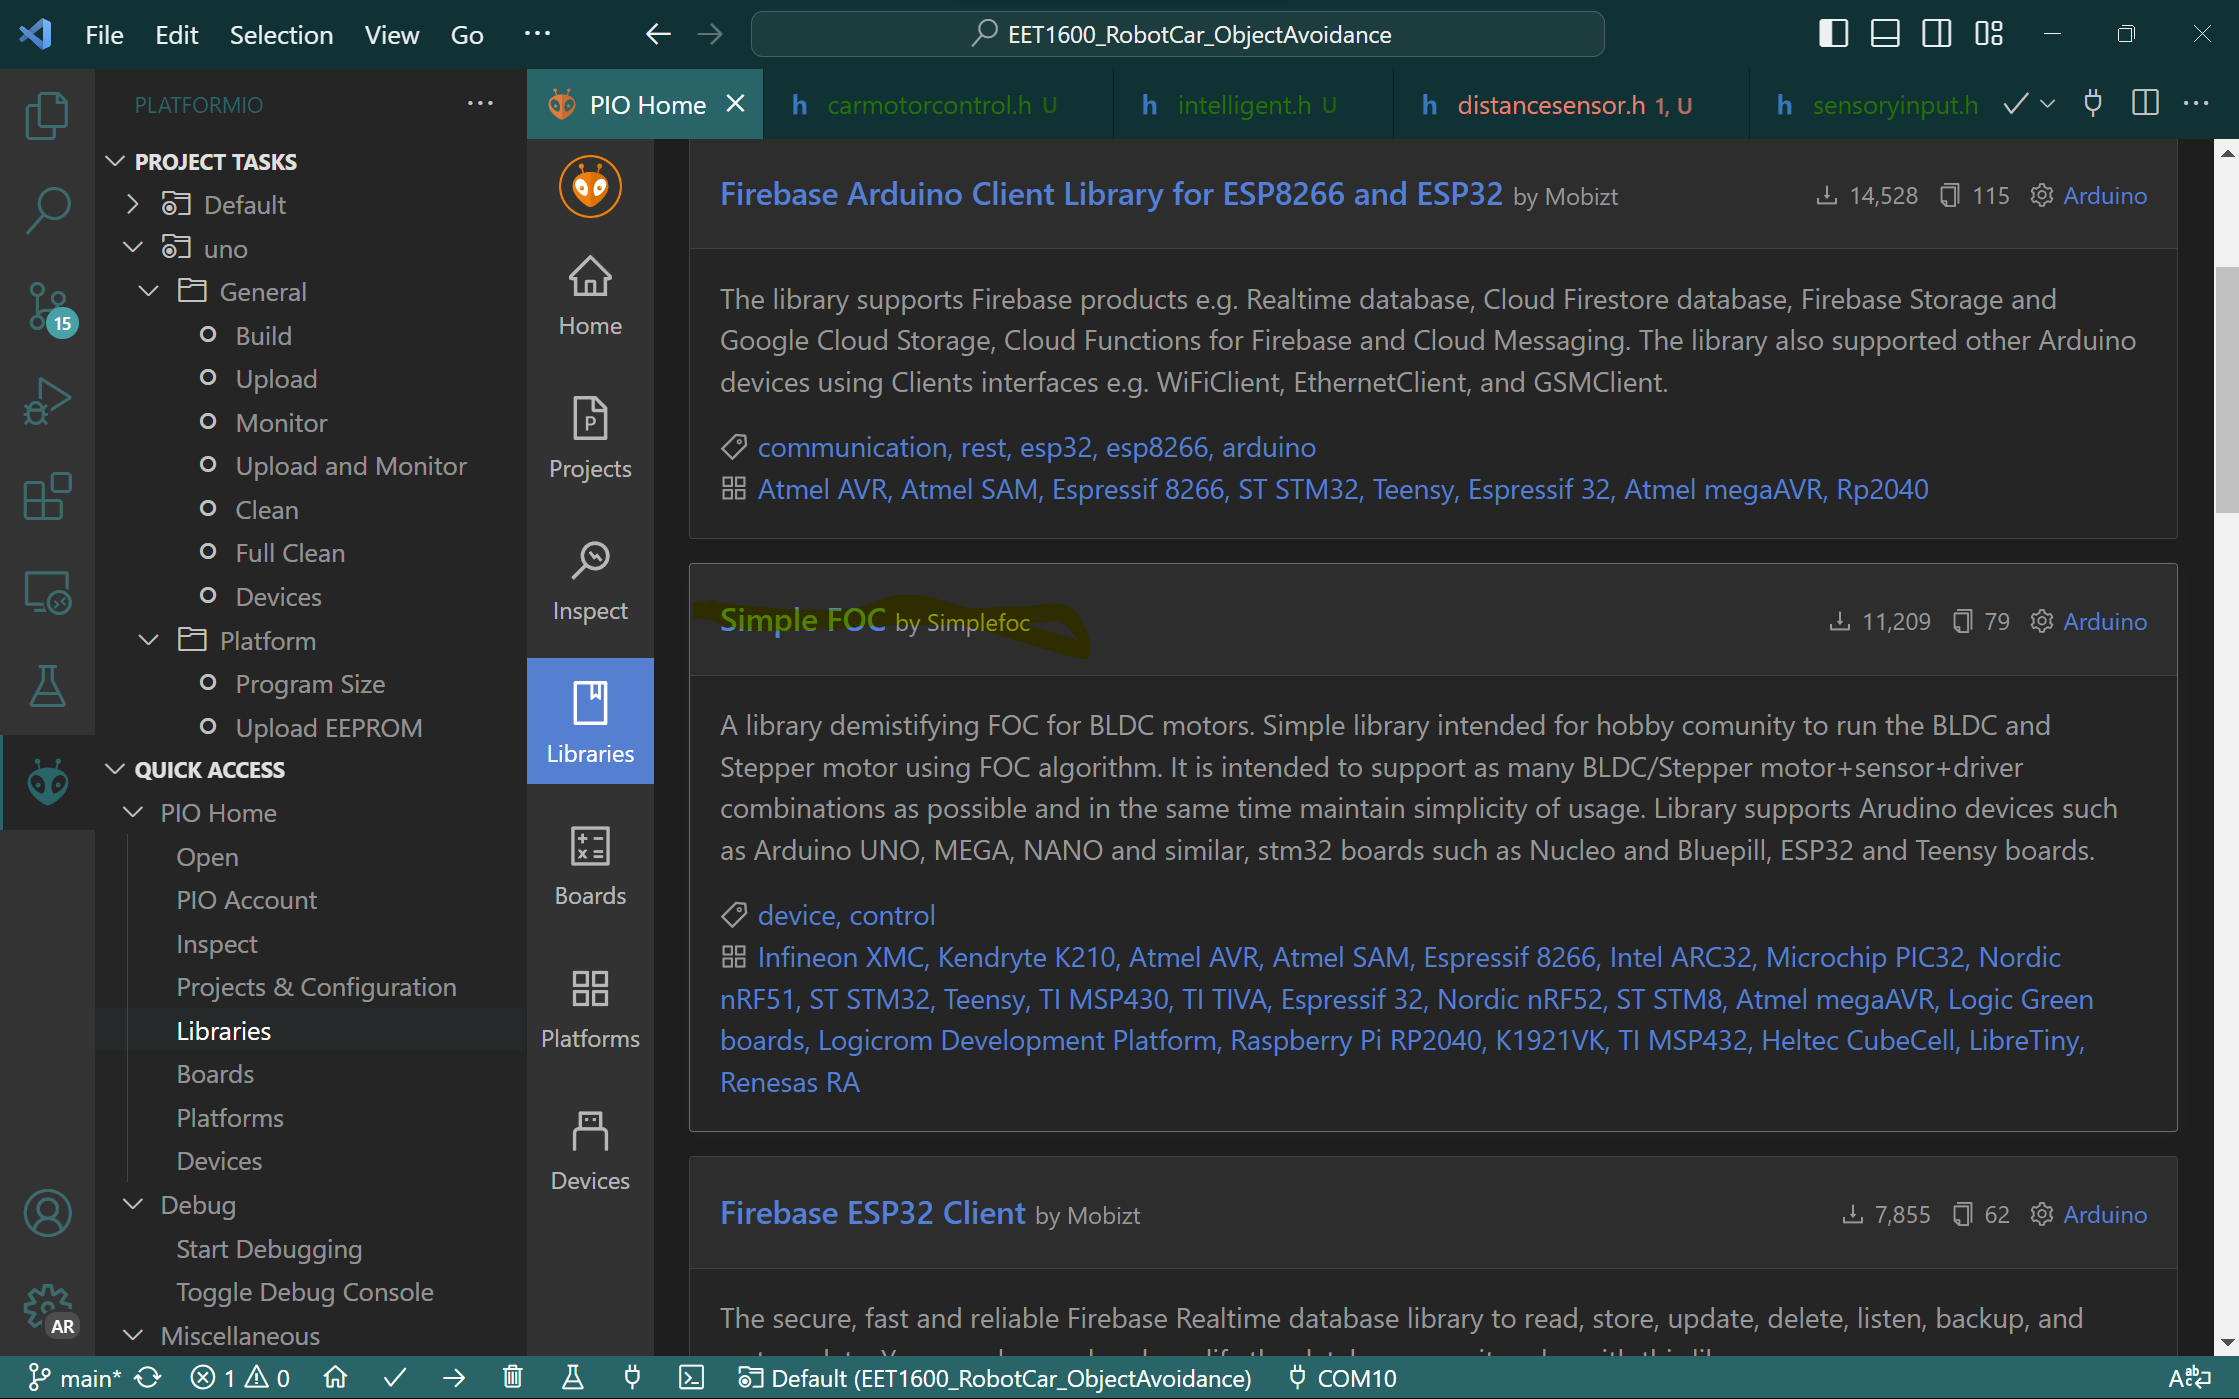 File Edit Selection View Go ···
EET1600_RobotCar_ObjectAvoidance
PLATFORMIO ···
PIO Home
carmotorcontrol.h U
intelligent.h U
distancesensor.h 1, U
sensoryinput.h
PROJECT TASKS
Default
uno
General
Build
Upload
Monitor
Upload and Monitor
Clean
Full Clean
Devices
Platform
Program Size
Upload EEPROM
QUICK ACCESS
PIO Home
Open
PIO Account
Inspect
Projects & Configuration
Libraries
Boards
Platforms
Devices
Debug
Start Debugging
Toggle Debug Console
Miscellaneous
15
AR
Home
Projects
Inspect
Libraries
Boards
Platforms
Devices
Firebase Arduino Client Library for ESP8266 and ESP32 by Mobizt 14,528 115 Arduino
The library supports Firebase products e.g. Realtime database, Cloud Firestore database, Firebase Storage and
Google Cloud Storage, Cloud Functions for Firebase and Cloud Messaging. The library also supported other Arduino
devices using Clients interfaces e.g. WiFiClient, EthernetClient, and GSMClient.
communication, rest, esp32, esp8266, arduino
Atmel AVR, Atmel SAM, Espressif 8266, ST STM32, Teensy, Espressif 32, Atmel megaAVR, Rp2040
Simple FOC by Simplefoc 11,209 79 Arduino
A library demistifying FOC for BLDC motors. Simple library intended for hobby comunity to run the BLDC and
Stepper motor using FOC algorithm. It is intended to support as many BLDC/Stepper motor+sensor+driver
combinations as possible and in the same time maintain simplicity of usage. Library supports Arudino devices such
as Arduino UNO, MEGA, NANO and similar, stm32 boards such as Nucleo and Bluepill, ESP32 and Teensy boards.
device, control
Infineon XMC, Kendryte K210, Atmel AVR, Atmel SAM, Espressif 8266, Intel ARC32, Microchip PIC32, Nordic
nRF51, ST STM32, Teensy, TI MSP430, TI TIVA, Espressif 32, Nordic nRF52, ST STM8, Atmel megaAVR, Logic Green
boards, Logicrom Development Platform, Raspberry Pi RP2040, K1921VK, TI MSP432, Heltec CubeCell, LibreTiny,
Renesas RA
Firebase ESP32 Client by Mobizt 7,855 62 Arduino
The secure, fast and reliable Firebase Realtime database library to read, store, update, delete, listen, backup, and
main* 1 0 Default (EET1600_RobotCar_ObjectAvoidance) COM10